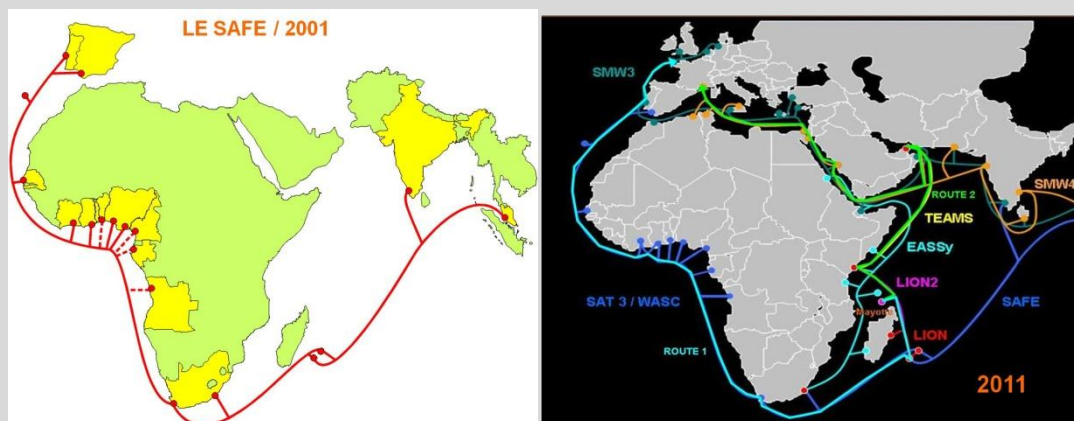 LE SAFE / 2001
SMW3
SMW4
ROUTE 2
TEAMS
EASSy
LION2
SAT 3 / WASC
SAFE
Mayotte
LION
ROUTE 1
2011